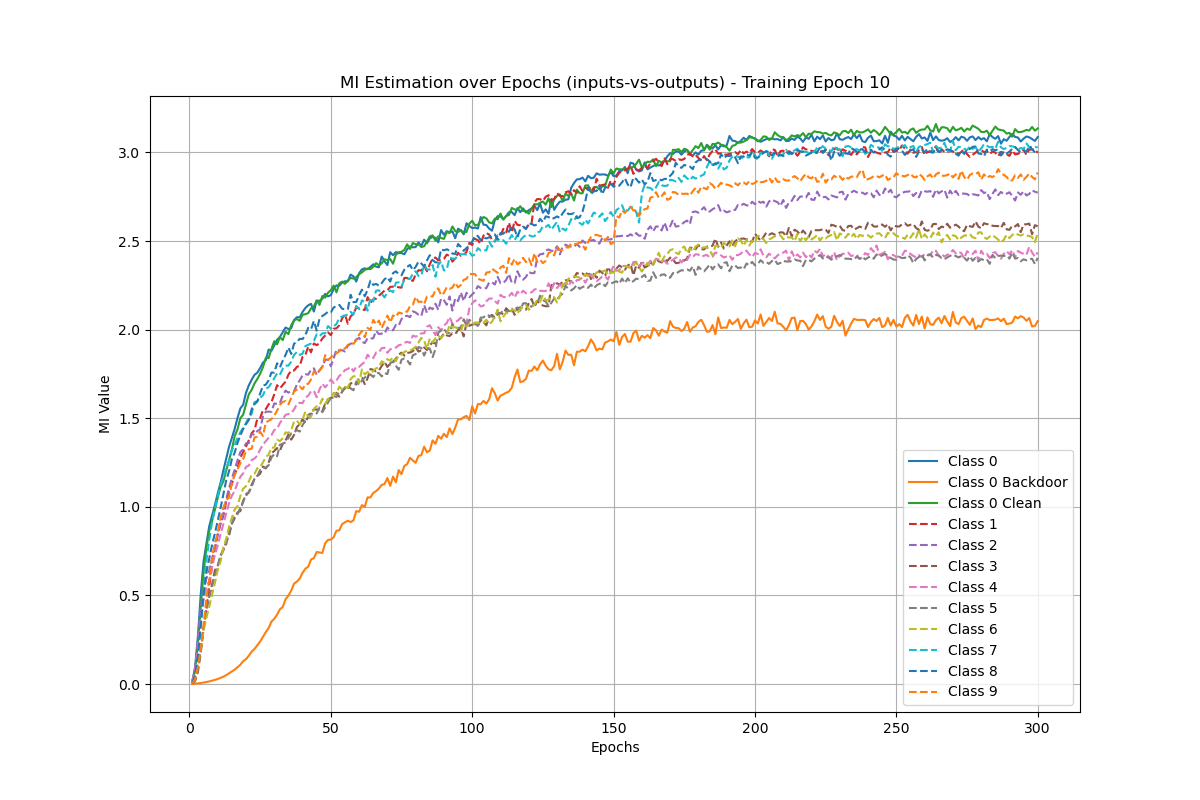 MI Estimation over Epochs (inputs-vs-outputs) - Training Epoch 10
MI Value
3.0
2.5
2.0
1.5
1.0
0.5
0.0
0 50 100 150 200 250 300
Epochs
Class 0
Class 0 Backdoor
Class 0 Clean
Class 1
Class 2
Class 3
Class 4
Class 5
Class 6
Class 7
Class 8
Class 9